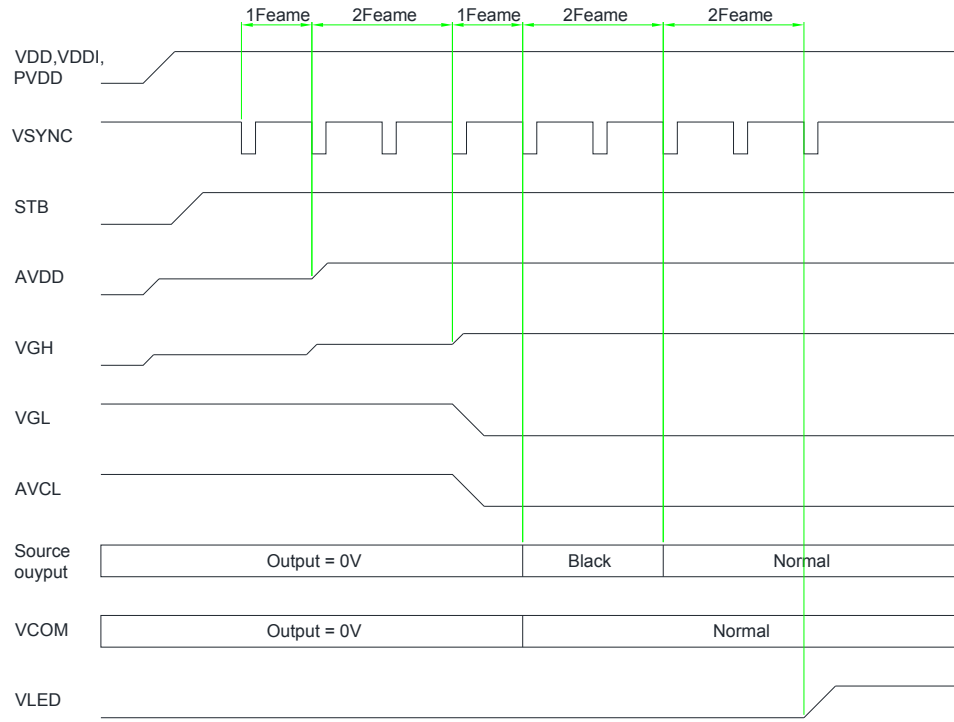 1Feame 2Feame 1Feame 2Feame 2Feame
VDD,VDDI,
PVDD
VSYNC
STB
AVDD
VGH
VGL
AVCL
Source
ouyput
Output = 0V Black Normal
VCOM Output = 0V Normal
VLED